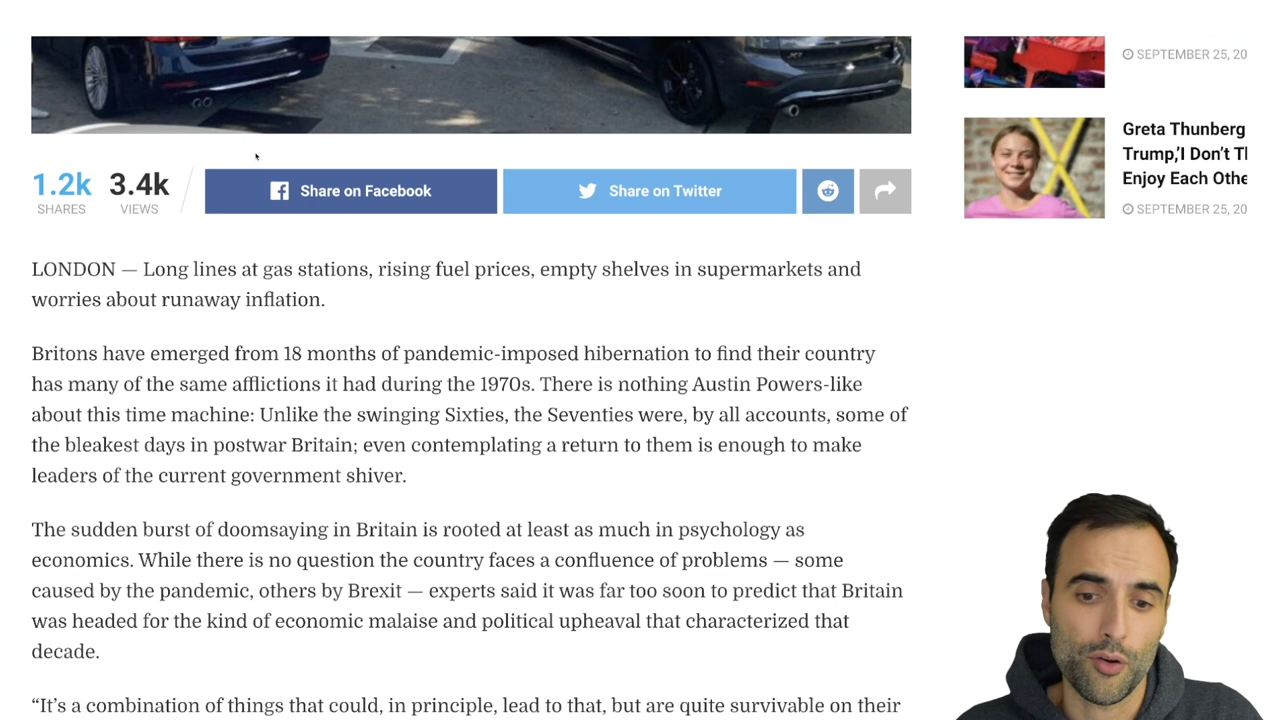 SEPTEMBER 25, 20
Greta Thunberg
Trump,'I Don't
Enjoy Each
SEPTEMBER 25, 20
1.2k
SHARES
3.4k
VIEWS
Share on Facebook
Share on Twitter
LONDON — Long lines at gas stations, rising fuel prices, empty shelves in supermarkets and
worries about runaway inflation.
Britons have emerged from 18 months of pandemic-imposed hibernation to find their country
has many of the same afflictions it had during the 1970s. There is nothing Austin Powers-like
about this time machine: Unlike the swinging Sixties, the Seventies were, by all accounts, some of
the bleakest days in postwar Britain; even contemplating a return to them is enough to make
leaders of the current government shiver.
The sudden burst of doomsaying in Britain is rooted at least as much in psychology as
economics. While there is no question the country faces a confluence of problems — some
caused by the pandemic, others by Brexit — experts said it was far too soon to predict that Britain
was headed for the kind of economic malaise and political upheaval that characterized that
decade.
“It’s a combination of things that could, in principle, lead to that, but are quite survivable on their